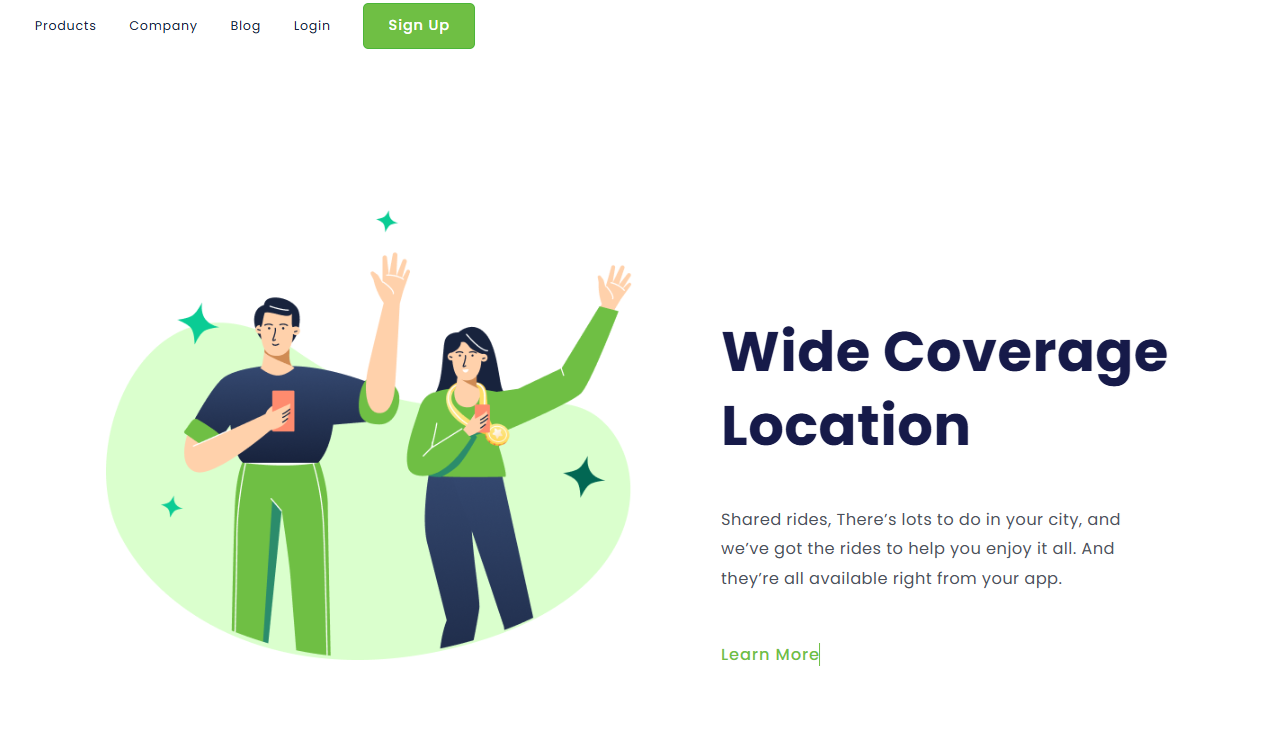 Products Company Blog Login Sign Up
Wide Coverage
Location
Shared rides, There’s lots to do in your city, and
we’ve got the rides to help you enjoy it all. And
they’re all available right from your app.
Learn More